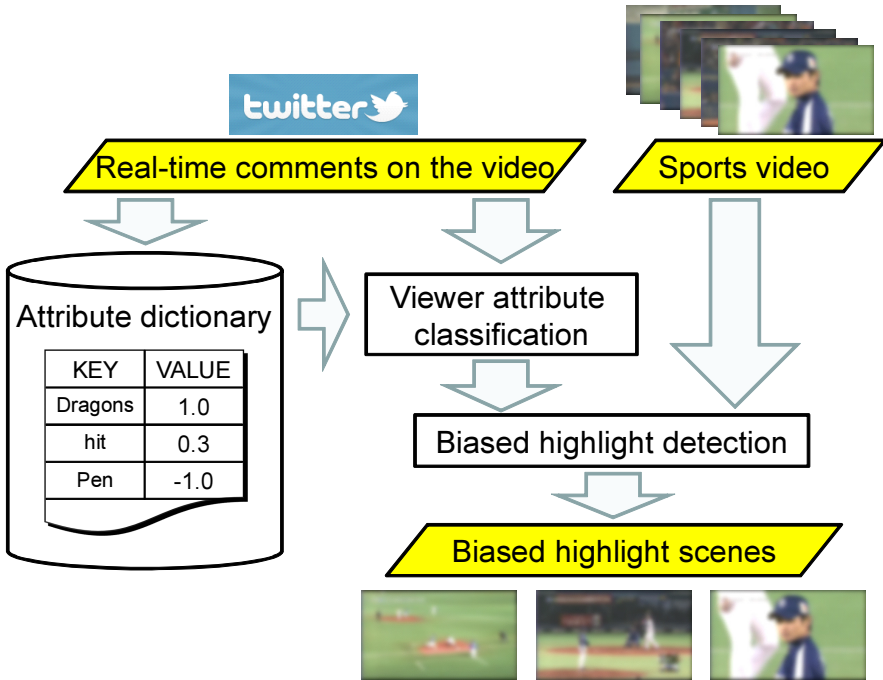 twitter
Real-time comments on the video
Sports video
Attribute dictionary
KEY VALUE
Dragons 1.0
hit 0.3
Pen -1.0
Viewer attribute
classification
Biased highlight detection
Biased highlight scenes